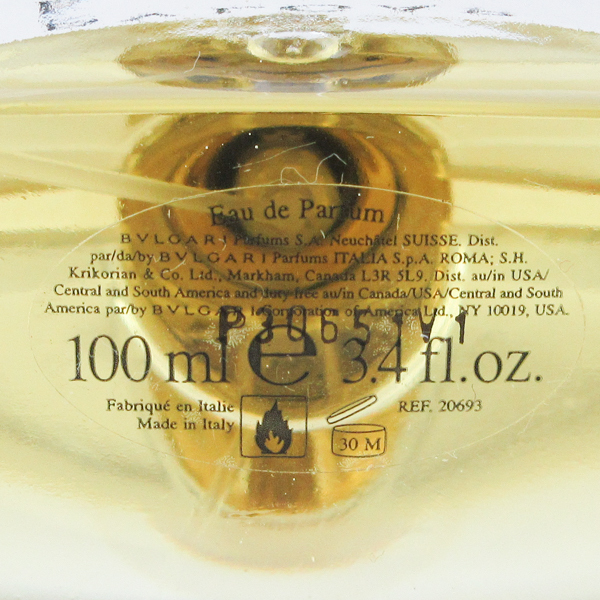 Eau de Parfum
BVLGARI Parfums S.A. Neuchâtel SUISSE. Dist.
par/da/by BVLGARI Parfums ITALIA S.p.A. ROMA; S.H.
Krikorian & Co. Ltd., Markham, Canada L3R 5L9. Dist. au/in USA/
Central and South America and duty-free au/in Canada/USA/Central and South
America par/by BVLGARI Corporation of America Ltd., NY 10019, USA.
100 ml e 3.4 fl.oz.
Fabriqué en Italie
Made in Italy
REF. 20693
30 M